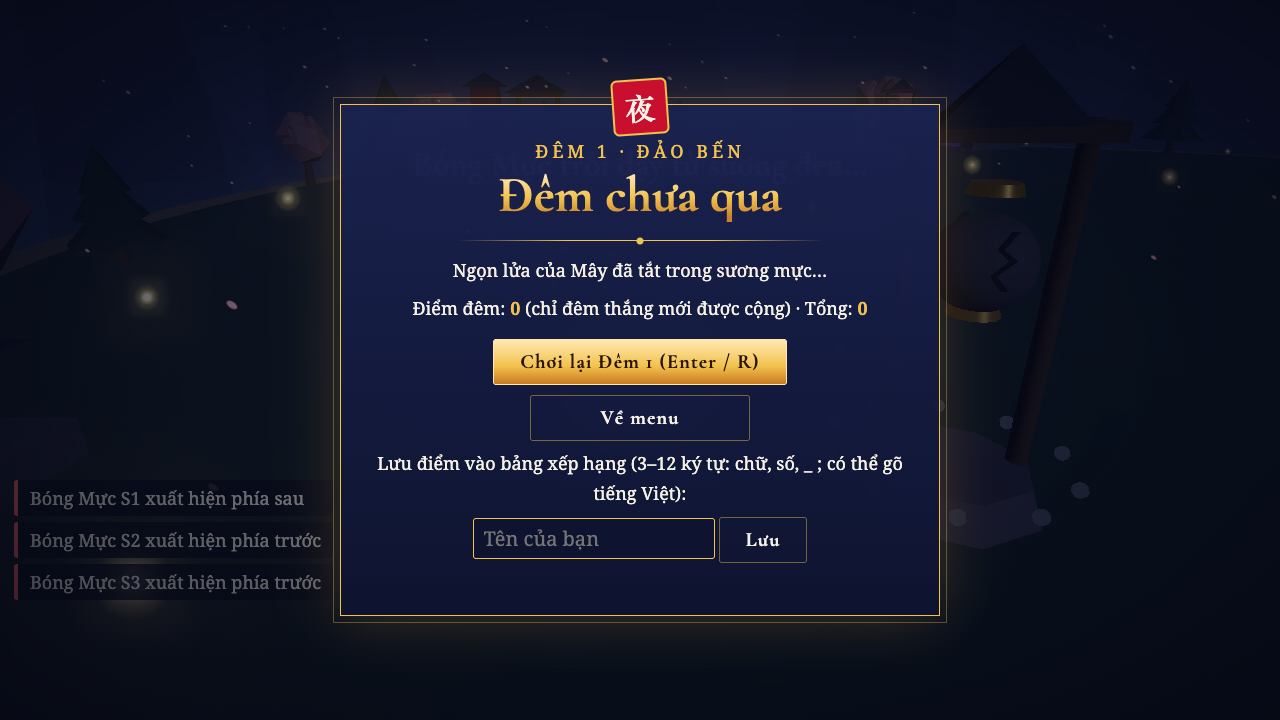 夜
ĐÊM 1 · ĐẢO BẾN
Đêm chưa qua
Ngọn lửa của Mây đã tắt trong sương mực...
Điểm đêm: 0 (chỉ đêm thắng mới được cộng) · Tổng: 0
Chơi lại Đêm 1 (Enter / R)
Về menu
Lưu điểm vào bảng xếp hạng (3–12 ký tự: chữ, số, _ ; có thể gõ
tiếng Việt):
Tên của bạn
Lưu
Bóng Mực S1 xuất hiện phía sau
Bóng Mực S2 xuất hiện phía trước
Bóng Mực S3 xuất hiện phía trước